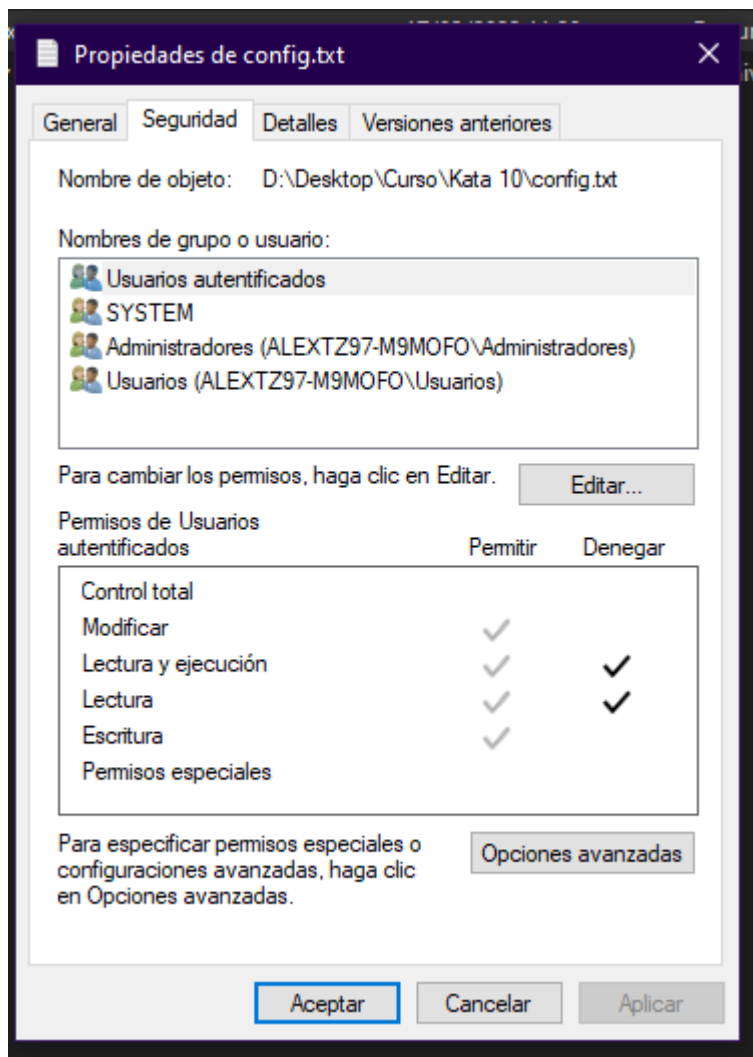 Propiedades de config.txt
General Seguridad Detalles Versiones anteriores
Nombre de objeto: D:\Desktop\Curso\Kata 10\config.txt
Nombres de grupo o usuario:
Usuarios autentificados
SYSTEM
Administradores (ALEXTZ97-M9MOFO\Administradores)
Usuarios (ALEXTZ97-M9MOFO\Usuarios)
Para cambiar los permisos, haga clic en Editar. Editar...
Permisos de Usuarios
autentificados Permitir Denegar
Control total
Modificar
Lectura y ejecución
Lectura
Escritura
Permisos especiales
Para especificar permisos especiales o
configuraciones avanzadas, haga clic
en Opciones avanzadas.
Opciones avanzadas
Aceptar Cancelar Aplicar